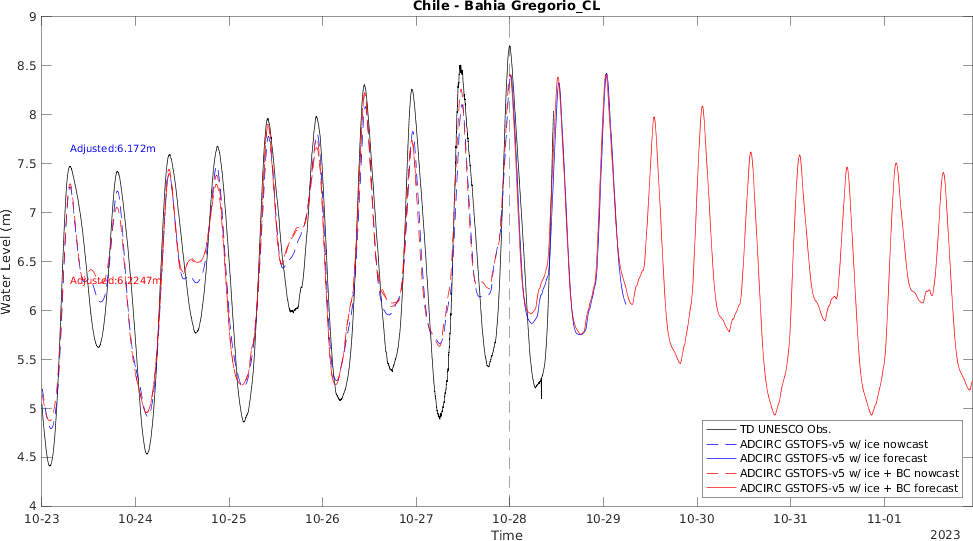 Chile - Bahia Gregorio_CL
Water Level (m)
9
8.5
8
7.5
7
6.5
6
5.5
5
4.5
4
Adjusted:6.172m
Adjusted:6.2247m
TD UNESCO Obs.
ADCIRC GSTOFS-v5 w/ ice nowcast
ADCIRC GSTOFS-v5 w/ ice forecast
ADCIRC GSTOFS-v5 w/ ice + BC nowcast
ADCIRC GSTOFS-v5 w/ ice + BC forecast
10-23 10-24 10-25 10-26 10-27 10-28 10-29 10-30 10-31 11-01
Time
2023